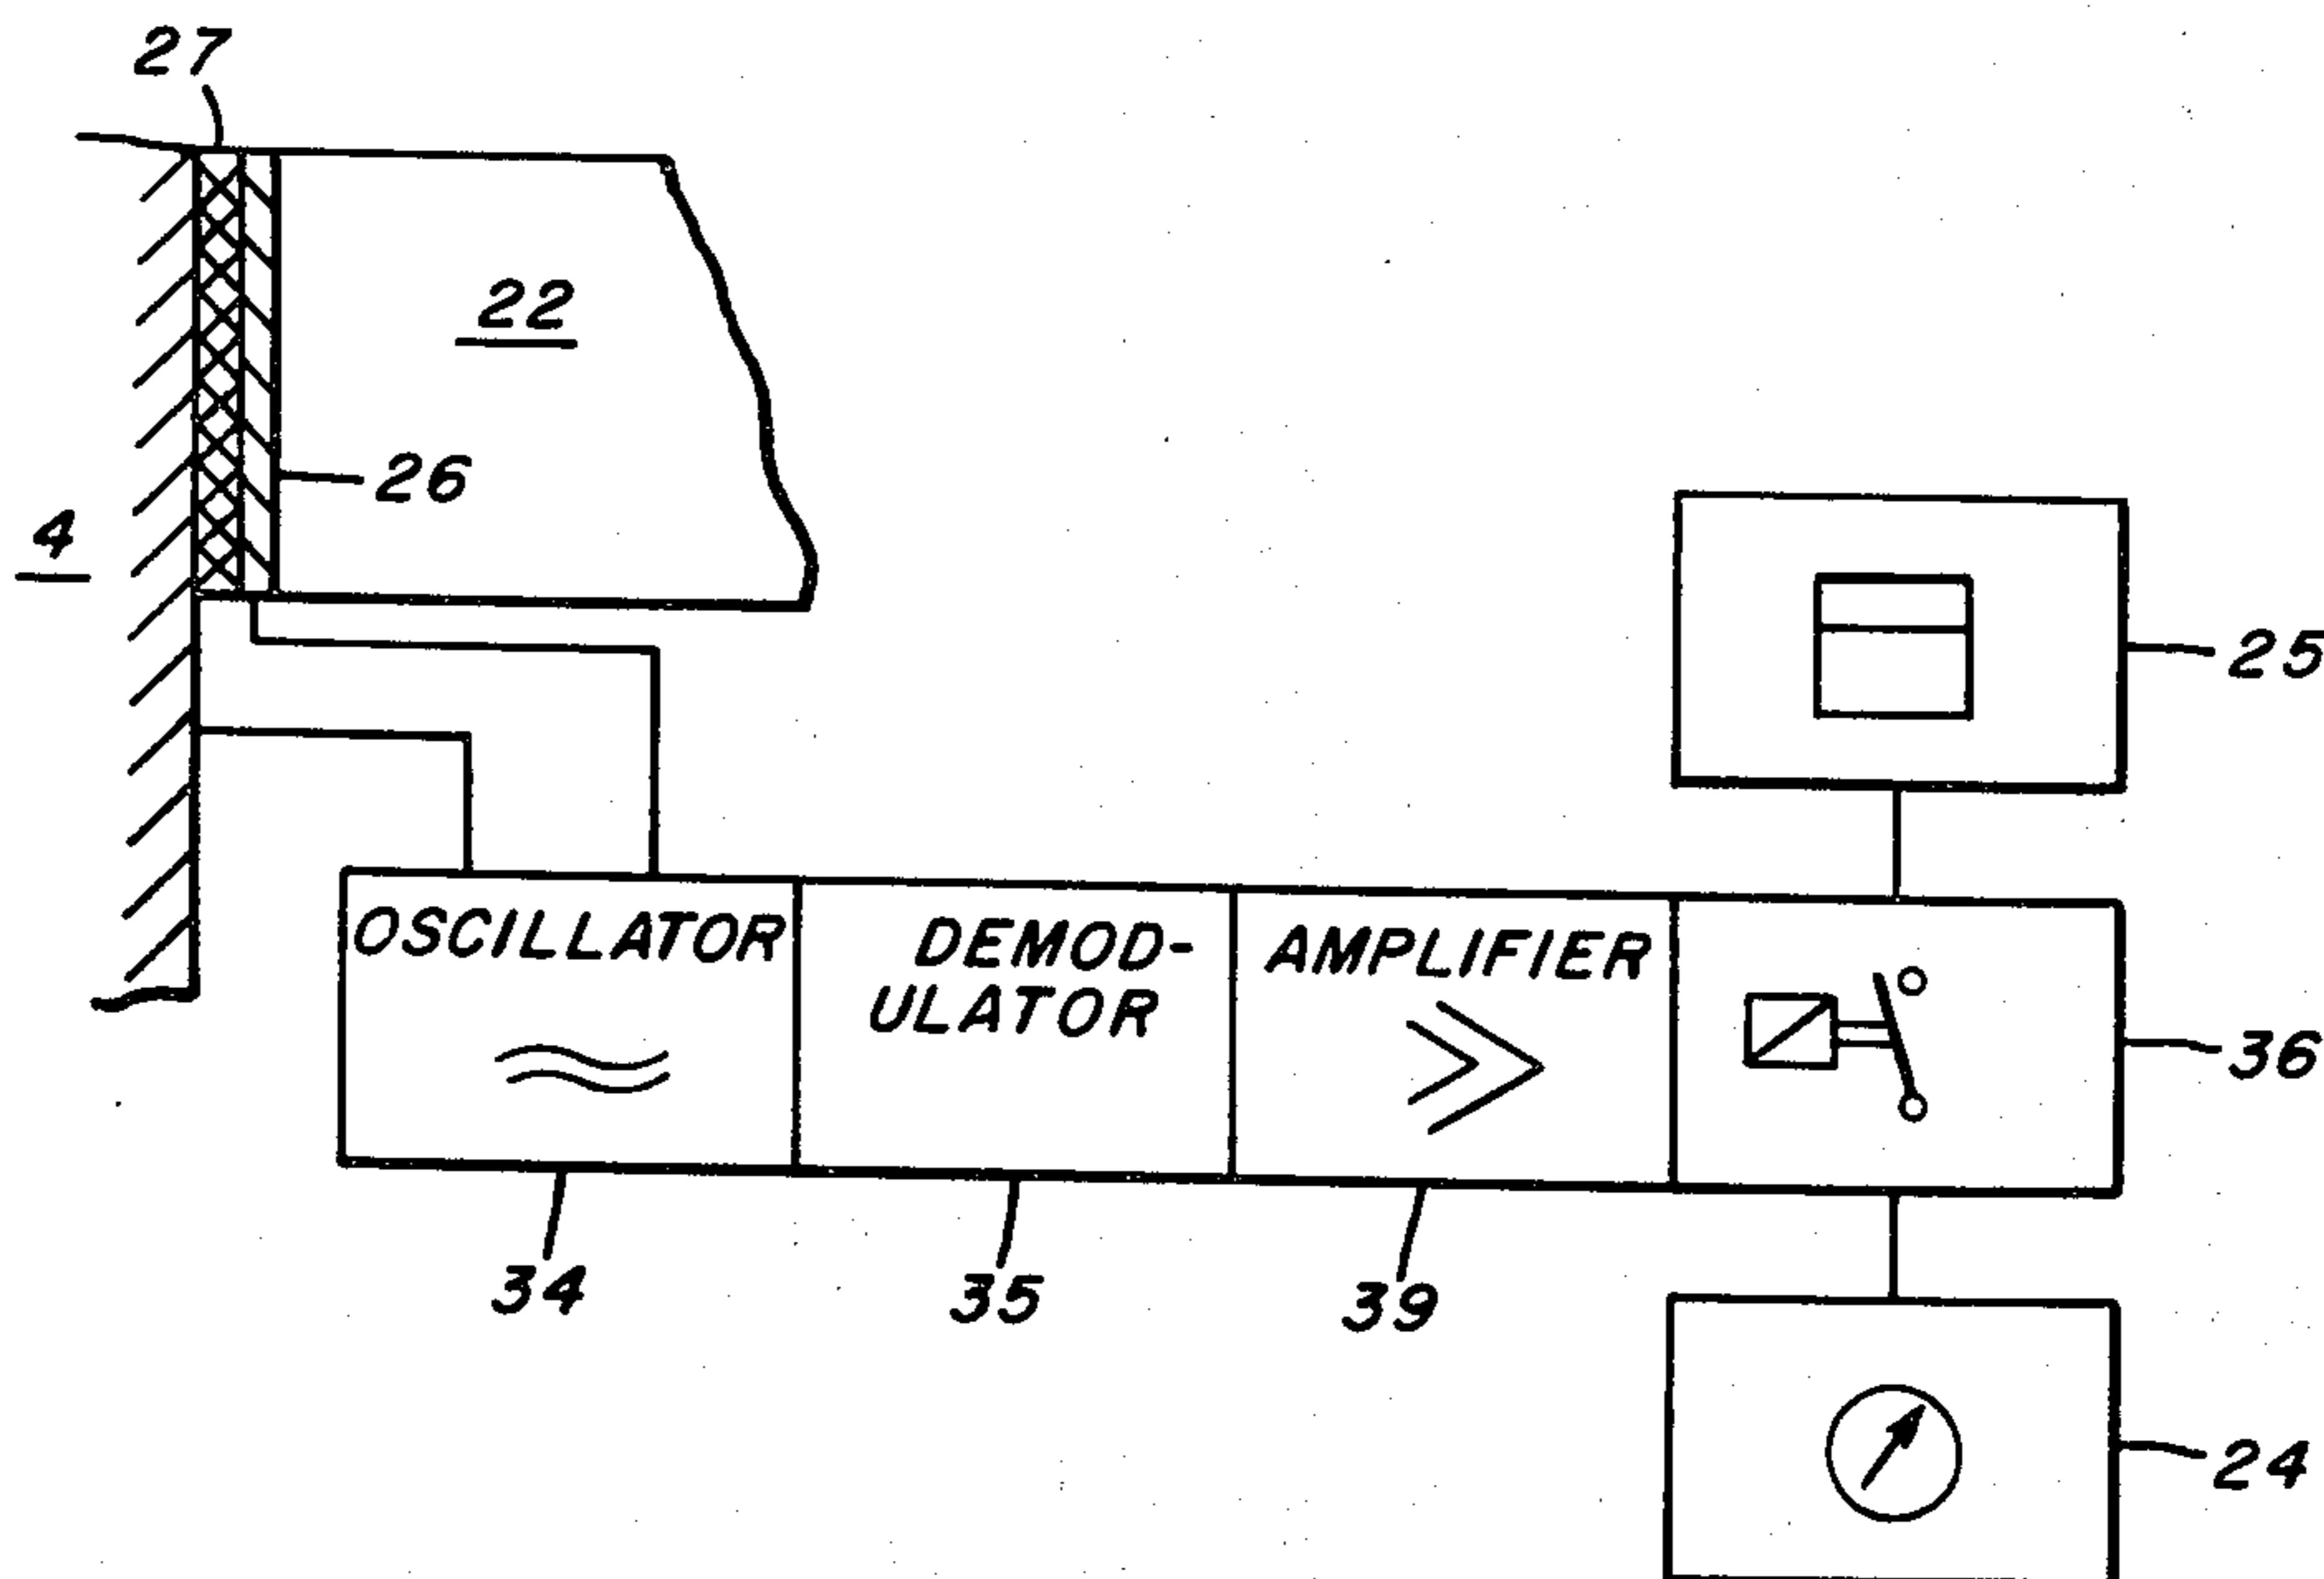 27
22
26
4
25
OSCILLATOR
DEMOD-
ULATOR
AMPLIFIER
36
34
35
39
24